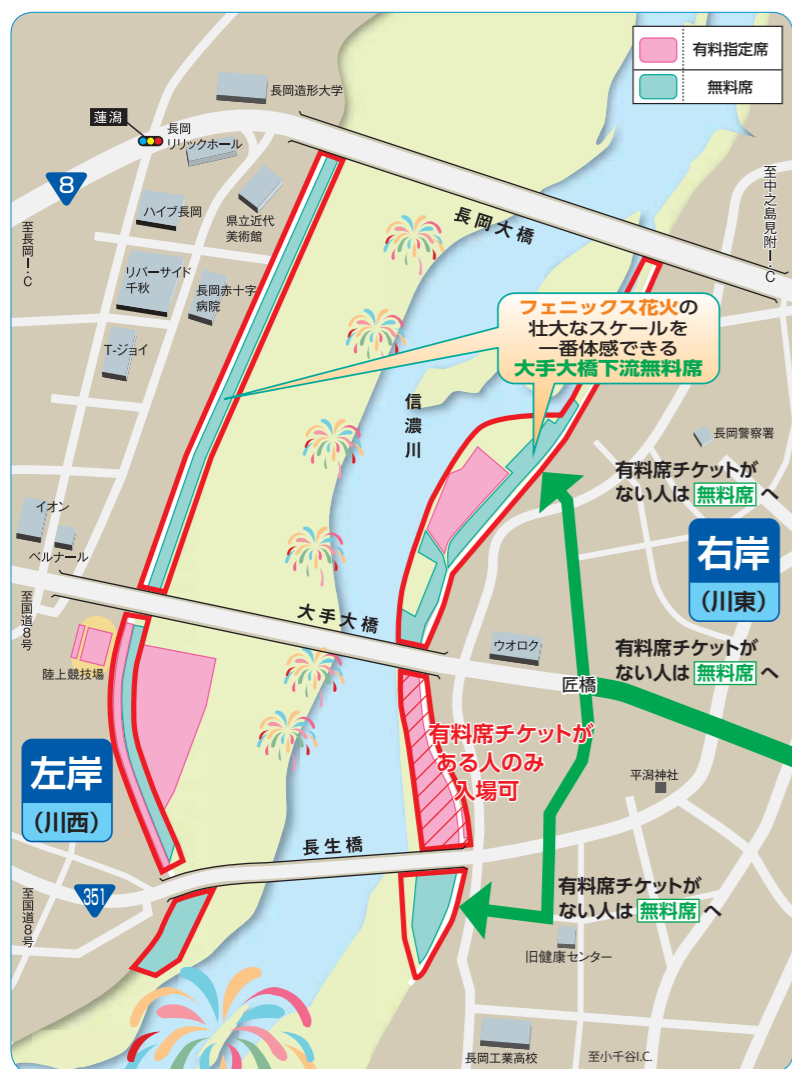 有料指定席
無料席
長岡造形大学
蓮潟
長岡
リリックホール
8
至長岡I・C
ハイブ長岡
県立近代
美術館
長岡大橋
至中之島見附I・C
リバーサイド
千秋
長岡赤十字
病院
T-ジョイ
フェニックス花火の
壮大なスケールを
一番体感できる
大手大橋下流無料席
信濃川
長岡警察署
有料席チケットが
ない人は 無料席 へ
イオン
ベルナール
右岸
(川東)
至国道8号
大手大橋
ウオロク
有料席チケットが
ない人は 無料席 へ
匠橋
陸上競技場
有料席チケットが
ある人のみ
入場可
左岸
(川西)
平潟神社
長生橋
351
至国道8号
有料席チケットが
ない人は 無料席 へ
旧健康センター
長岡工業高校
至小千谷I.C.